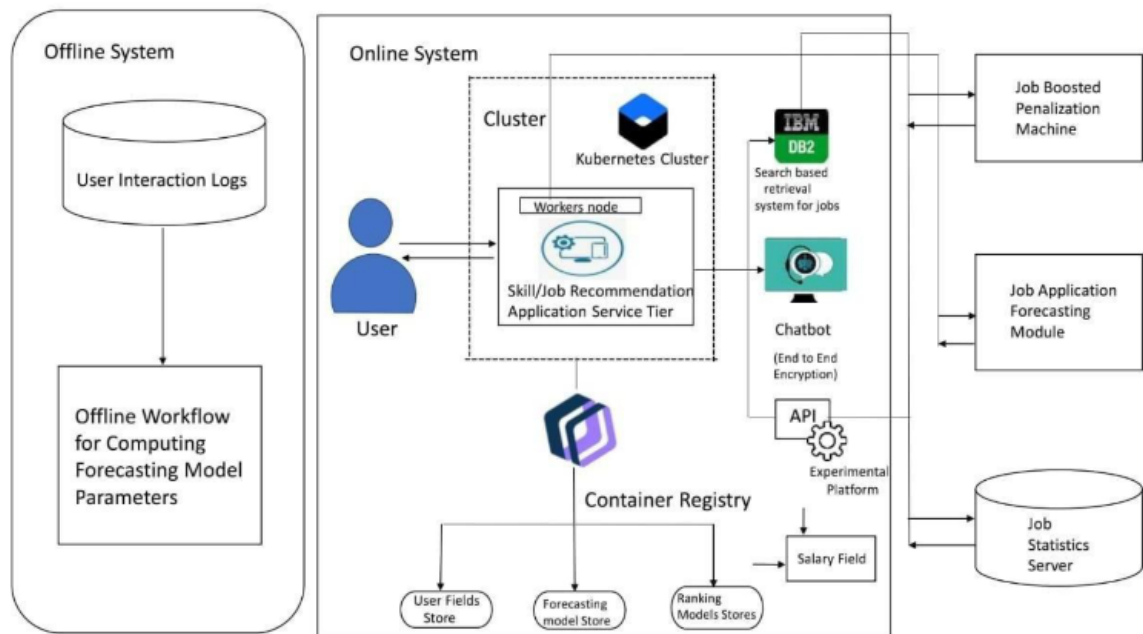 Offline System
User Interaction Logs
Offline Workflow
for Computing
Forecasting Model
Parameters
Online System
Cluster
Kubernetes Cluster
Workers node
Skill/Job Recommendation
Application Service Tier
User
IBM
DB2
Search based
retrieval
system for jobs
Chatbot
(End to End
Encryption)
API
Experimental
Platform
Container Registry
User Fields
Store
Forecasting
model Store
Ranking
Models Stores
Salary Field
Job Boosted
Penalization
Machine
Job Application
Forecasting
Module
Job
Statistics
Server